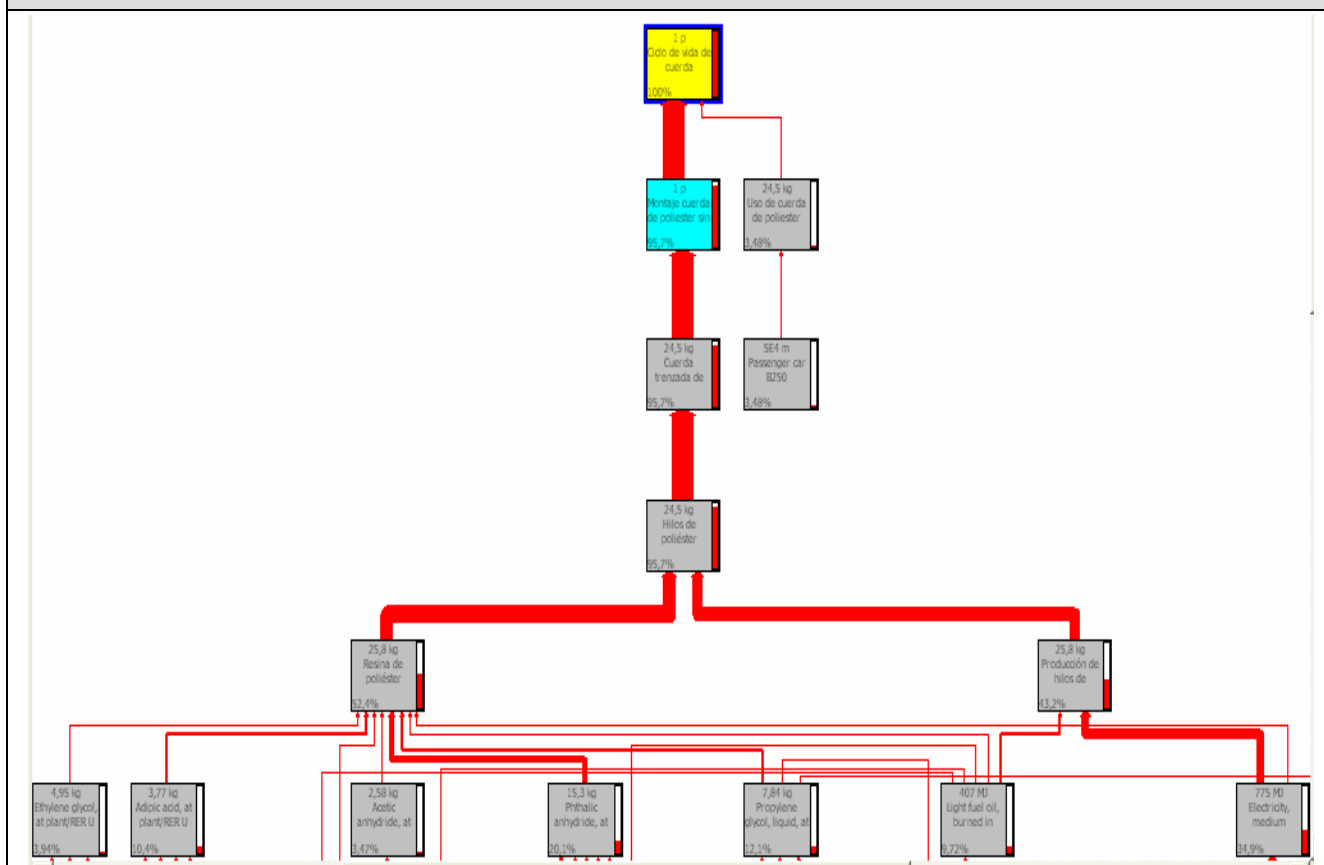 1 p
Ciclo de vida de
cuerda
100%
1 p
Montaje cuerda
de poliester sin
95,7%
24,5 kg
Uso de cuerda
de poliester
3,48%
24,5 kg
Cuerda
trenzada de
95,7%
5E4 m
Passenger car
B250
3,48%
24,5 kg
Hilos de
poliéster
95,7%
25,8 kg
Resina de
poliéster
52,4%
25,8 kg
Producción de
hilos de
43,2%
4,95 kg
Ethylene glycol,
at plant/RER U
3,94%
3,77 kg
Adipic acid, at
plant/RER U
10,4%
2,58 kg
Acetic
anhydride, at
3,47%
15,3 kg
Phthalic
anhydride, at
20,1%
7,84 kg
Propylene
glycol, liquid, at
12,1%
407 MJ
Light fuel oil,
burned in
9,72%
775 MJ
Electricity,
medium
34,9%